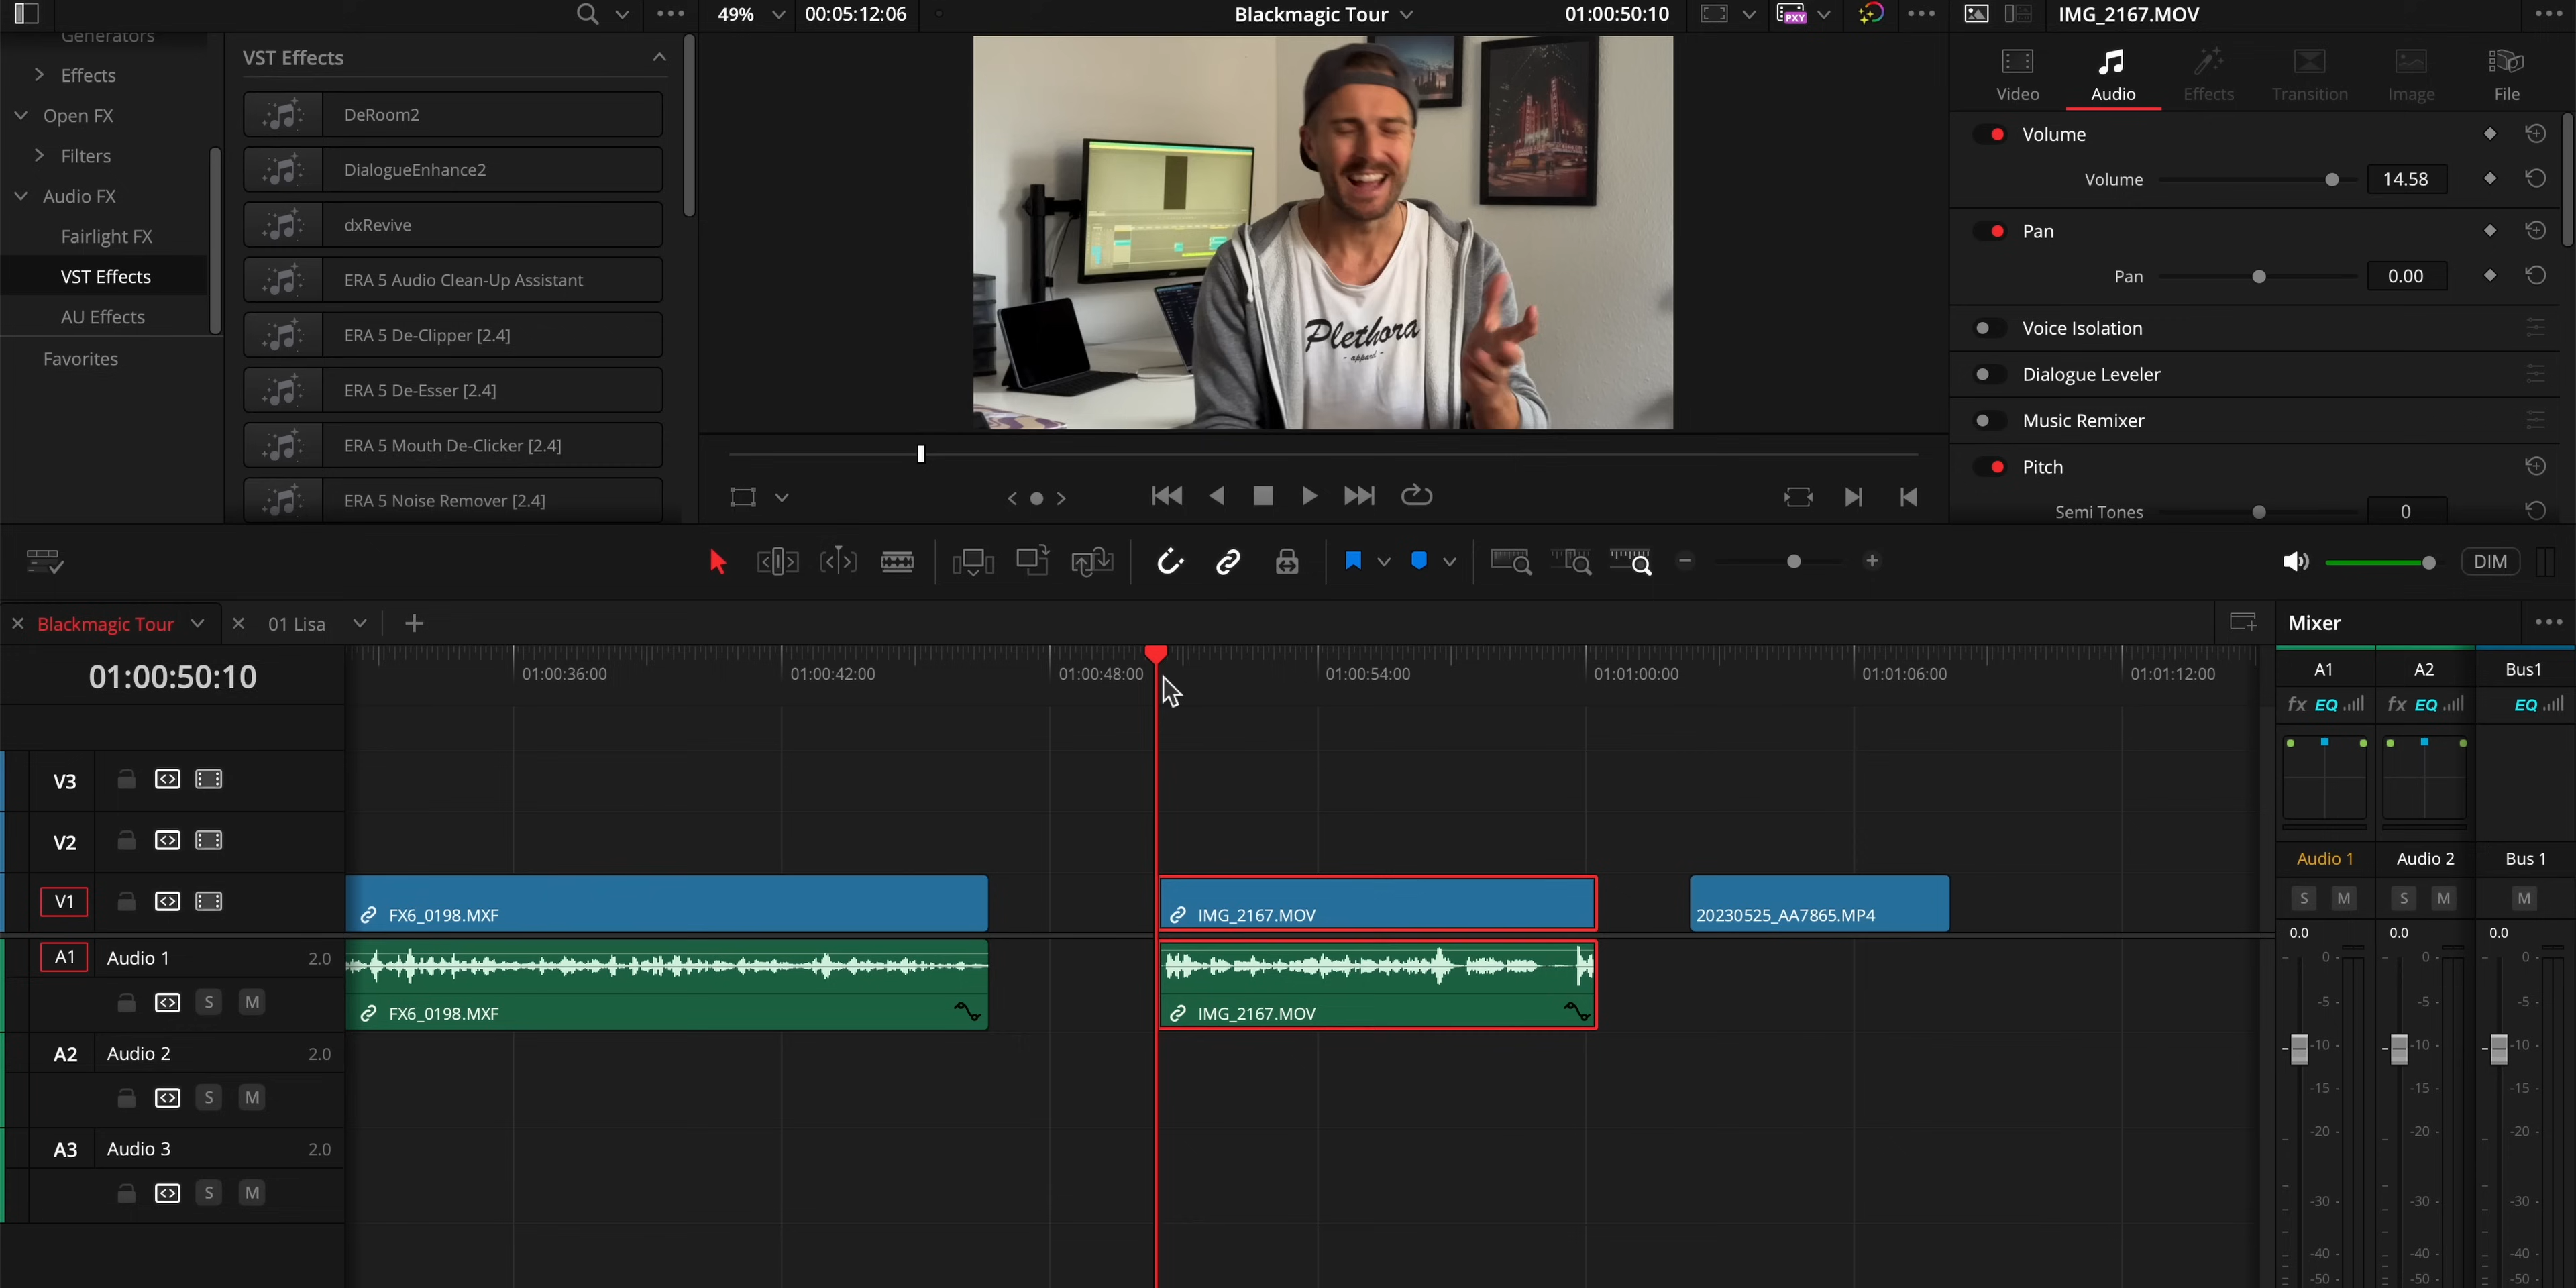 49%
00:05:12:06
Blackmagic Tour
01:00:50:10
PXY
IMG_2167.MOV
Generators
Effects
Open FX
Filters
Audio FX
Fairlight FX
VST Effects
AU Effects
Favorites
VST Effects
DeRoom2
DialogueEnhance2
dxRevive
ERA 5 Audio Clean-Up Assistant
ERA 5 De-Clipper [2.4]
ERA 5 De-Esser [2.4]
ERA 5 Mouth De-Clicker [2.4]
ERA 5 Noise Remover [2.4]
Plethora
- apparel -
Video
Audio
Effects
Transition
Image
File
Volume
Volume 14.58
Pan
Pan 0.00
Voice Isolation
Dialogue Leveler
Music Remixer
Pitch
Semi Tones 0
DIM
Blackmagic Tour
01 Lisa
Mixer
01:00:50:10
01:00:36:00 01:00:42:00 01:00:48:00 01:00:54:00 01:01:00:00 01:01:06:00 01:01:12:00
V3
V2
V1
FX6_0198.MXF
IMG_2167.MOV
20230525_AA7865.MP4
A1 Audio 1 2.0
S M
FX6_0198.MXF
IMG_2167.MOV
A2 Audio 2 2.0
S M
A3 Audio 3 2.0
S M
A1 A2 Bus1
fx EQ fx EQ EQ
Audio 1 Audio 2 Bus 1
S M S M M
0.0 0.0 0.0
0 0 0
-5 -5 -5
-10 -10 -10
-15 -15 -15
-20 -20 -20
-30 -30 -30
-40 -40 -40
-50 -50 -50